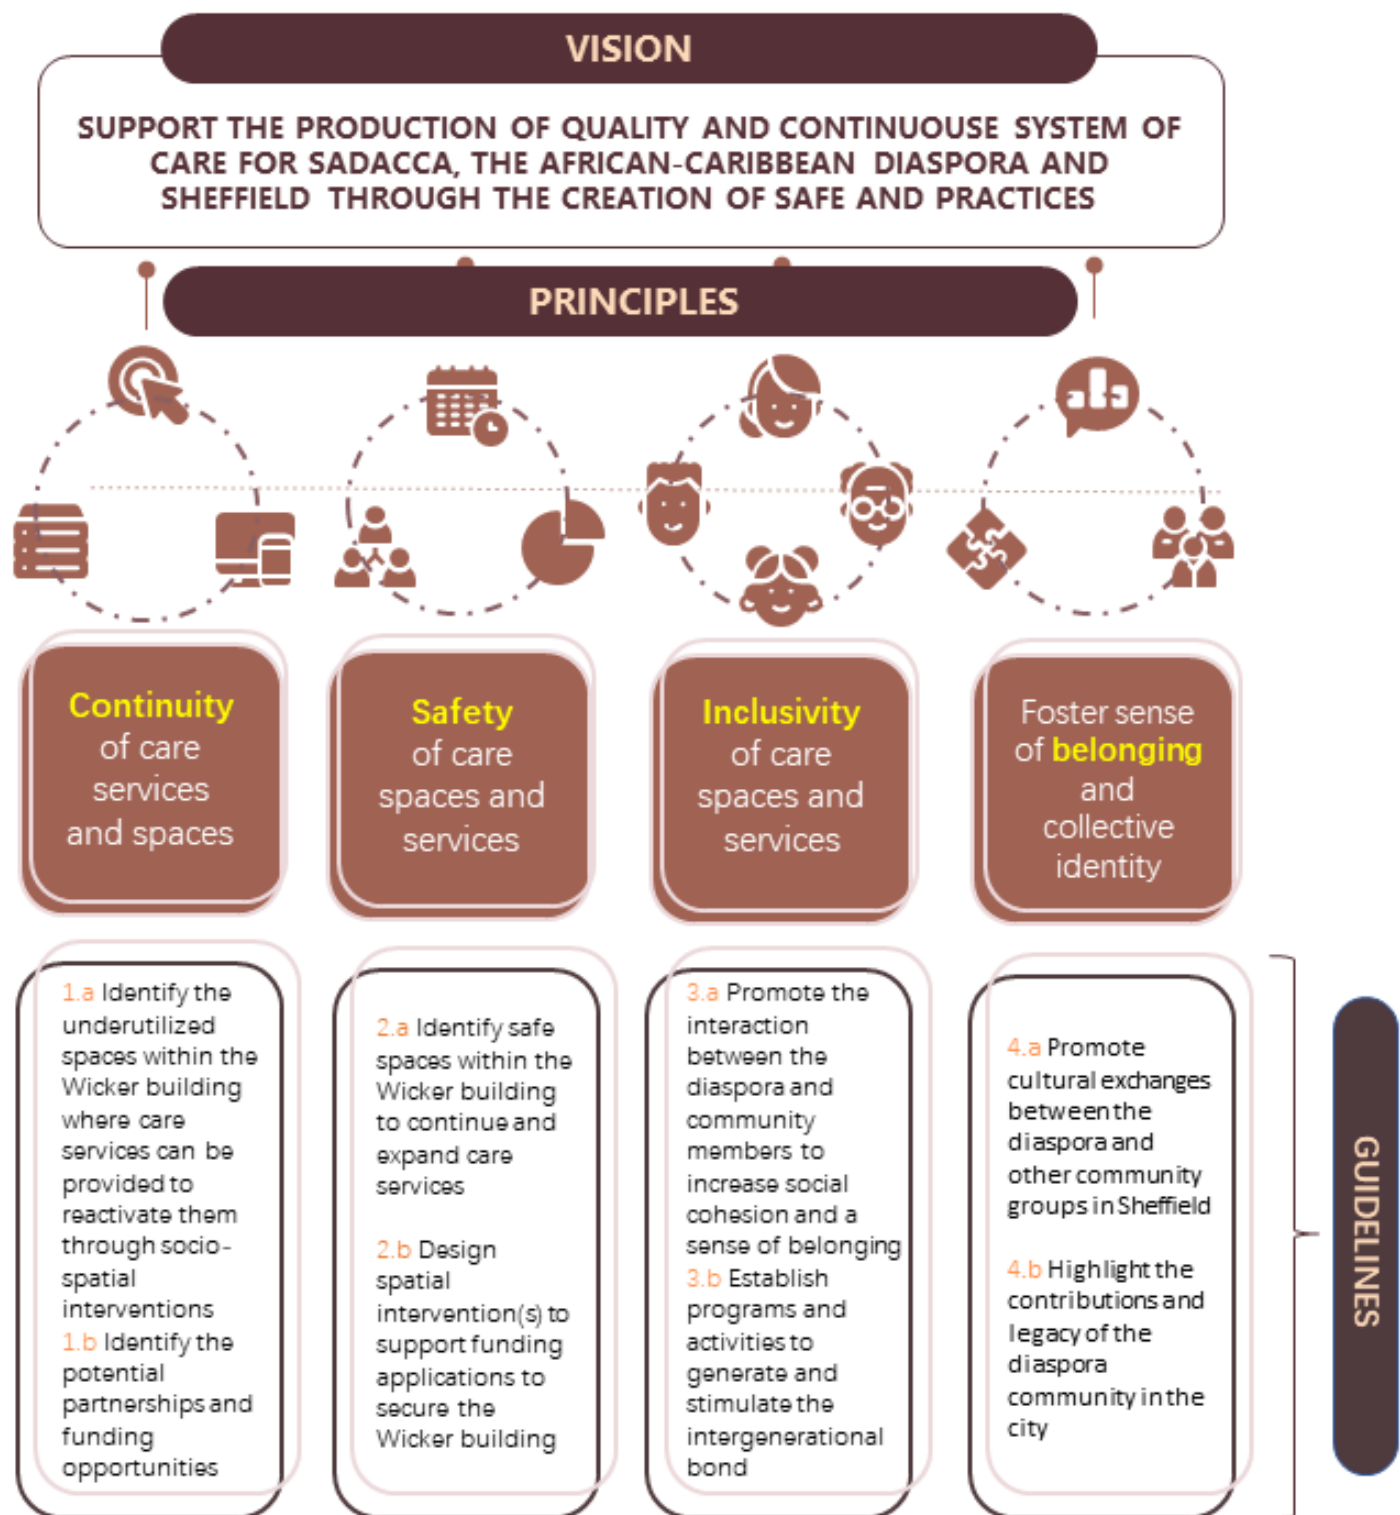 VISION
SUPPORT THE PRODUCTION OF QUALITY AND CONTINUOUSE SYSTEM OF
CARE FOR SADACCA, THE AFRICAN-CARIBBEAN DIASPORA AND
SHEFFIELD THROUGH THE CREATION OF SAFE AND PRACTICES
PRINCIPLES
Continuity
of care
services
and spaces
Safety
of care
spaces and
services
Inclusivity
of care
spaces and
services
Foster sense
of belonging
and
collective
identity
1.a Identify the
underutilized
spaces within the
Wicker building
where care
services can be
provided to
reactivate them
through socio-
spatial
interventions
1.b Identify the
potential
partnerships and
funding
opportunities
2.a Identify safe
spaces within the
Wicker building
to continue and
expand care
services
2.b Design
spatial
intervention(s) to
support funding
applications to
secure the
Wicker building
3.a Promote the
interaction
between the
diaspora and
community
members to
increase social
cohesion and a
sense of belonging
3.b Establish
programs and
activities to
generate and
stimulate the
intergenerational
bond
4.a Promote
cultural exchanges
between the
diaspora and
other community
groups in Sheffield
4.b Highlight the
contributions and
legacy of the
diaspora
community in the
city
GUIDELINES